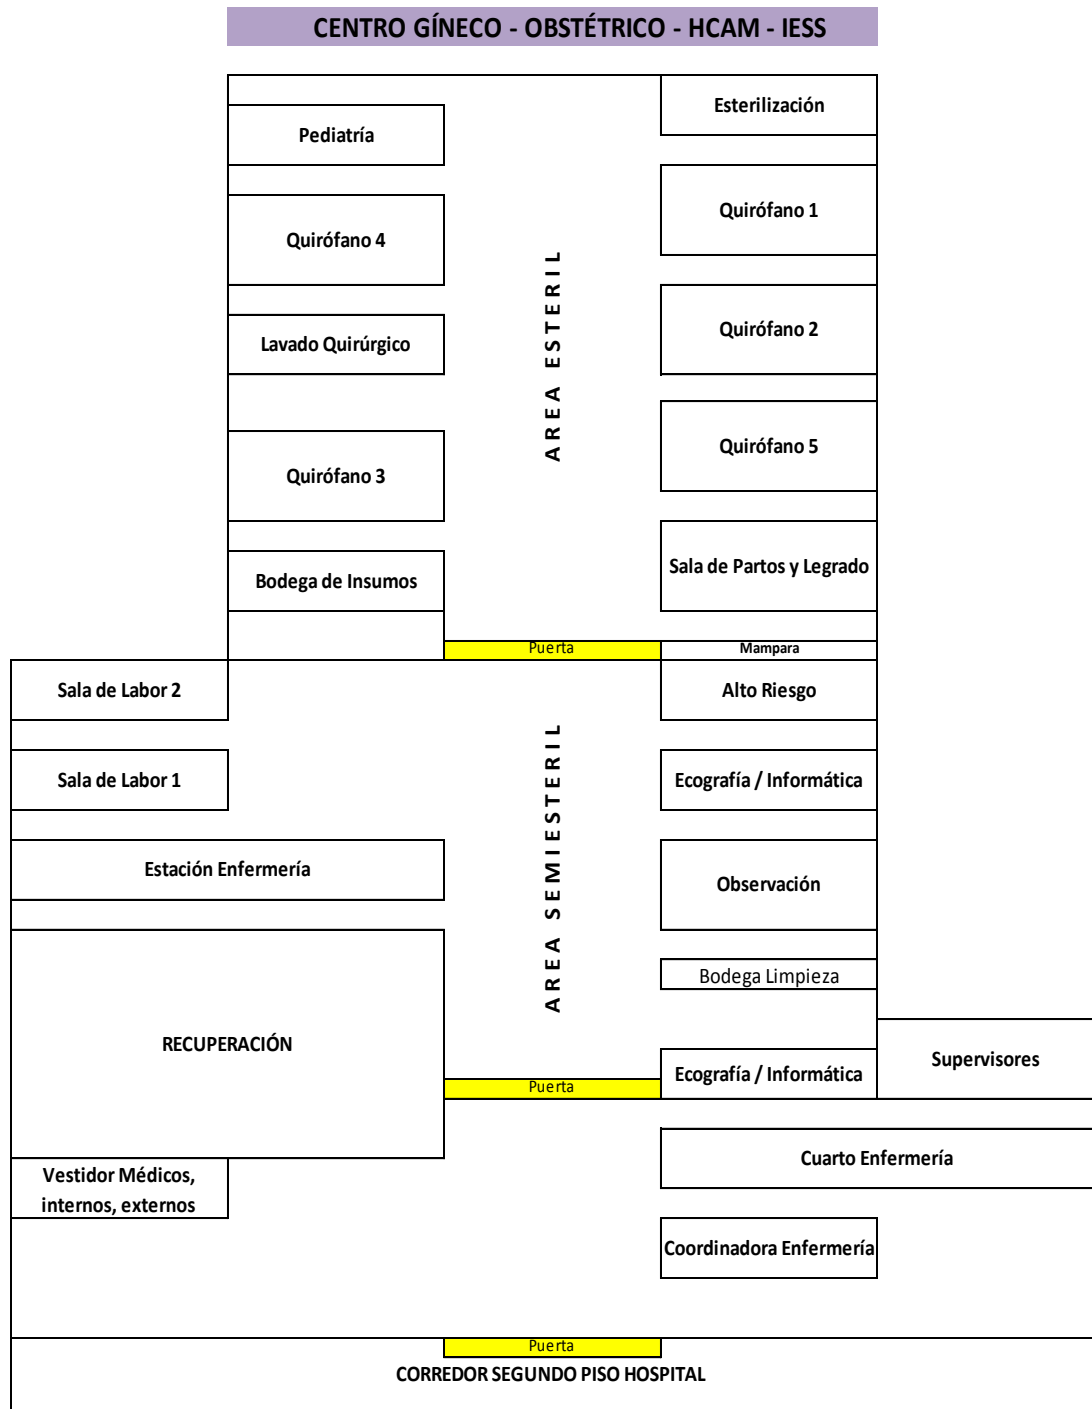 CENTRO GÍNECO - OBSTÉTRICO - HCAM - IESS
Esterilización
Pediatría
Quirófano 1
Quirófano 4
Quirófano 2
Lavado Quirúrgico
AREA ESTERIL
Quirófano 5
Quirófano 3
Sala de Partos y Legrado
Bodega de Insumos
Puerta
Mampara
Sala de Labor 2
Alto Riesgo
Sala de Labor 1
Ecografía / Informática
AREA SEMIESTERIL
Estación Enfermería
Observación
Bodega Limpieza
RECUPERACIÓN
Supervisores
Ecografía / Informática
Puerta
Cuarto Enfermería
Vestidor Médicos,
internos, externos
Coordinadora Enfermería
Puerta
CORREDOR SEGUNDO PISO HOSPITAL